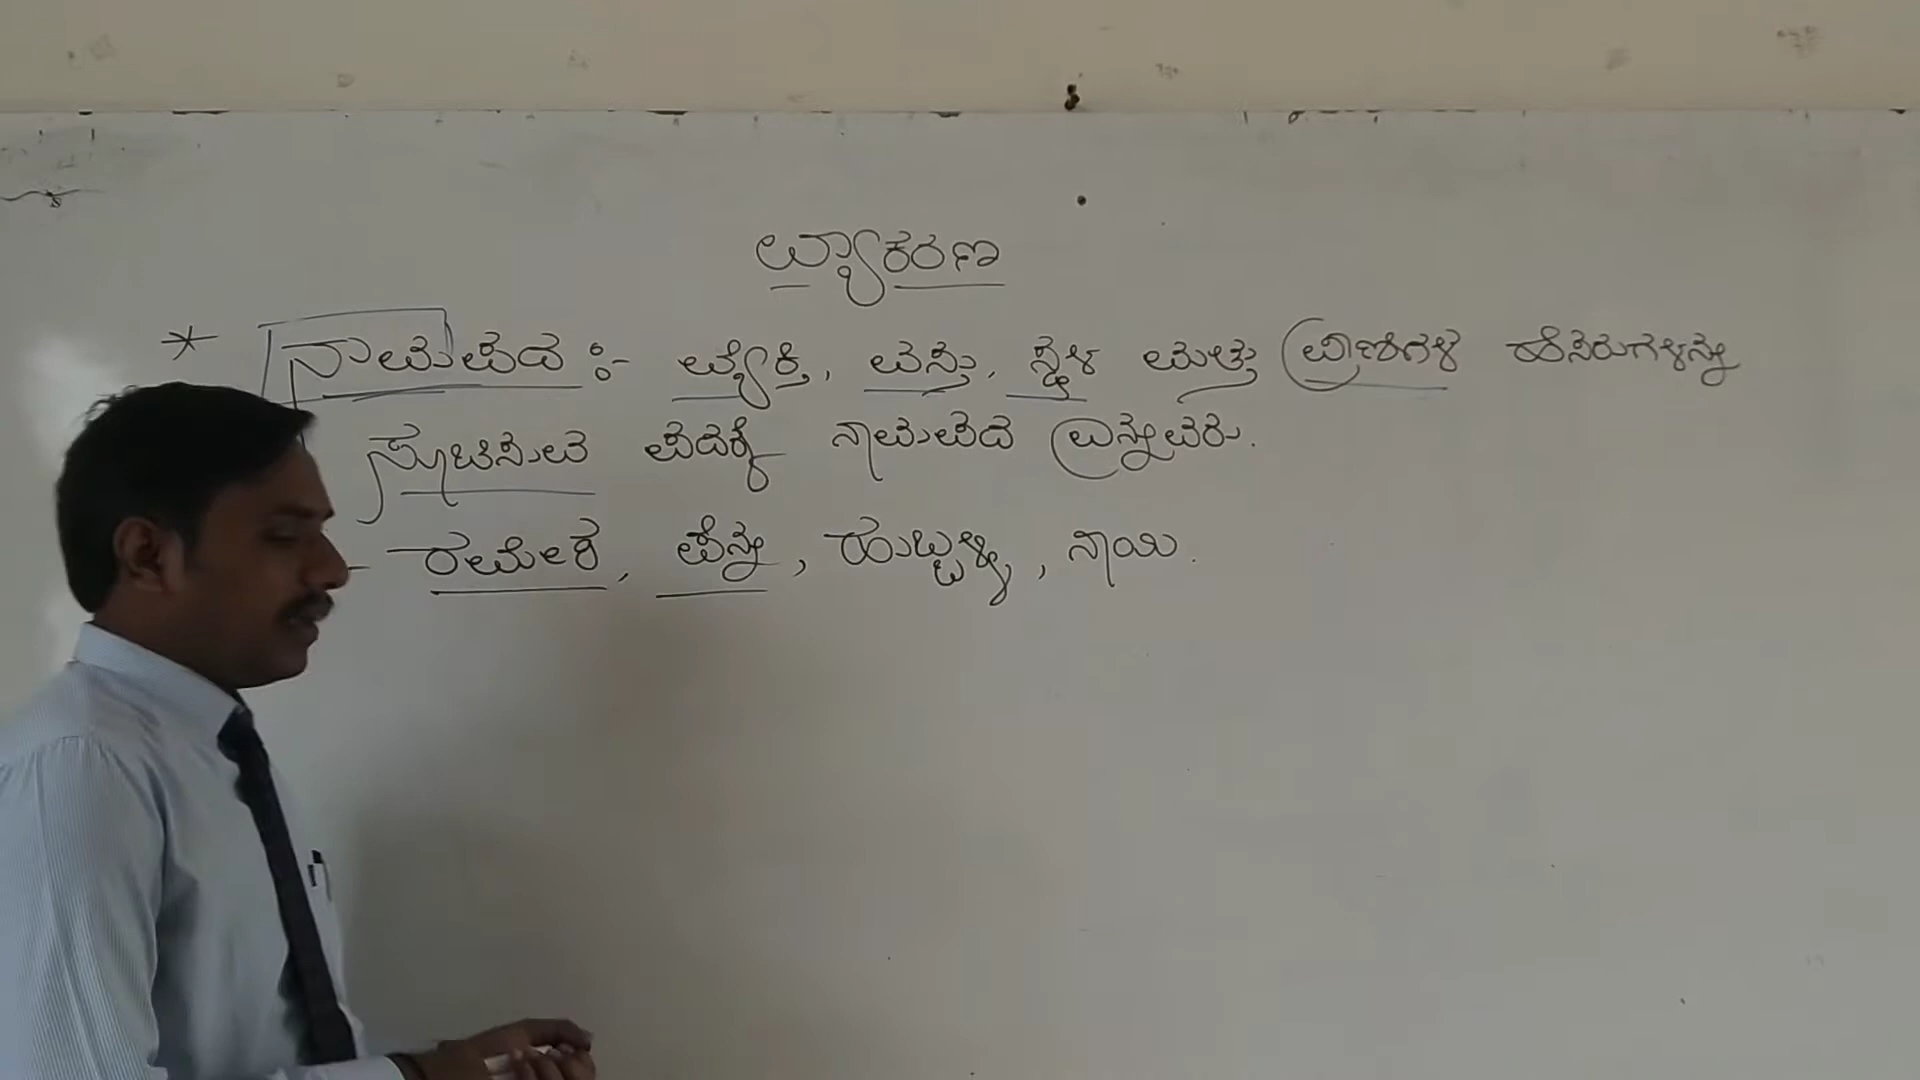 ವ್ಯಾಕರಣ
* ನಾಮಪದ :- ವ್ಯಕ್ತಿ, ವಸ್ತು, ಸ್ಥಳ ಮತ್ತು ಪ್ರಾಣಿಗಳ ಹೆಸರುಗಳನ್ನು
ಸೂಚಿಸುವ ಪದಕ್ಕೆ ನಾಮಪದ ಎನ್ನುವರು.
- ರಮೇಶ, ಪೆನ್ನು, ಹುಬ್ಬಳ್ಳಿ, ನಾಯಿ.